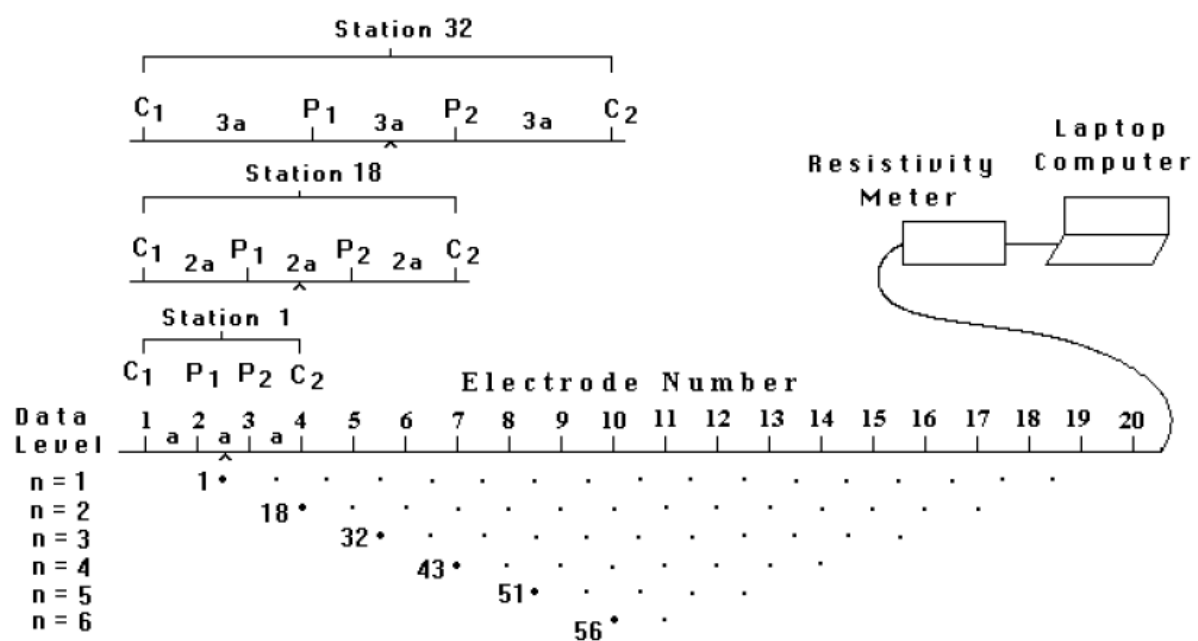 Station 32
C1 P1 P2 C2
3a 3a 3a
Station 18
C1 P1 P2 C2
2a 2a 2a
Station 1
C1 P1 P2 C2
Laptop
Computer
Resistivity
Meter
Electrode Number
Data
Level
1 2 3 4 5 6 7 8 9 10 11 12 13 14 15 16 17 18 19 20
a a a
n = 1 1
n = 2 18
n = 3 32
n = 4 43
n = 5 51
n = 6 56